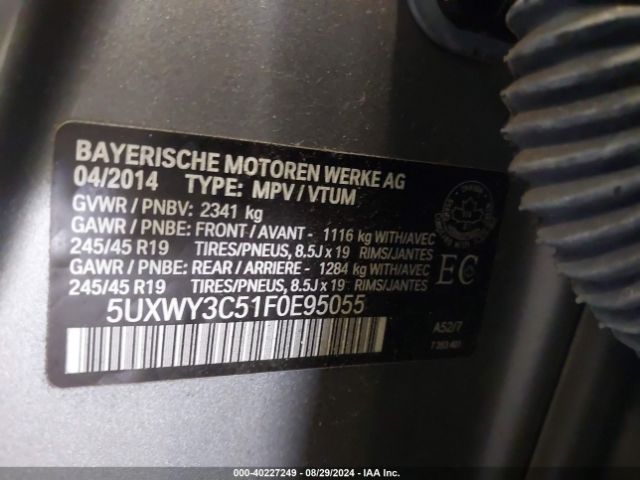 BAYERISCHE MOTOREN WERKE AG
04/2014 TYPE: MPV / VTUM
GVWR / PNBV: 2341 kg
GAWR / PNBE: FRONT / AVANT - 1116 kg WITH/AVEC
245/45 R19 TIRES/PNEUS, 8.5J x 19 RIMS/JANTES
GAWR / PNBE: REAR / ARRIERE - 1284 kg WITH/AVEC
245/45 R19 TIRES/PNEUS, 8.5J x 19 RIMS/JANTES
EC
5UXWY3C51F0E95055
A52/7
000-40227249 - 08/29/2024 - IAA Inc.